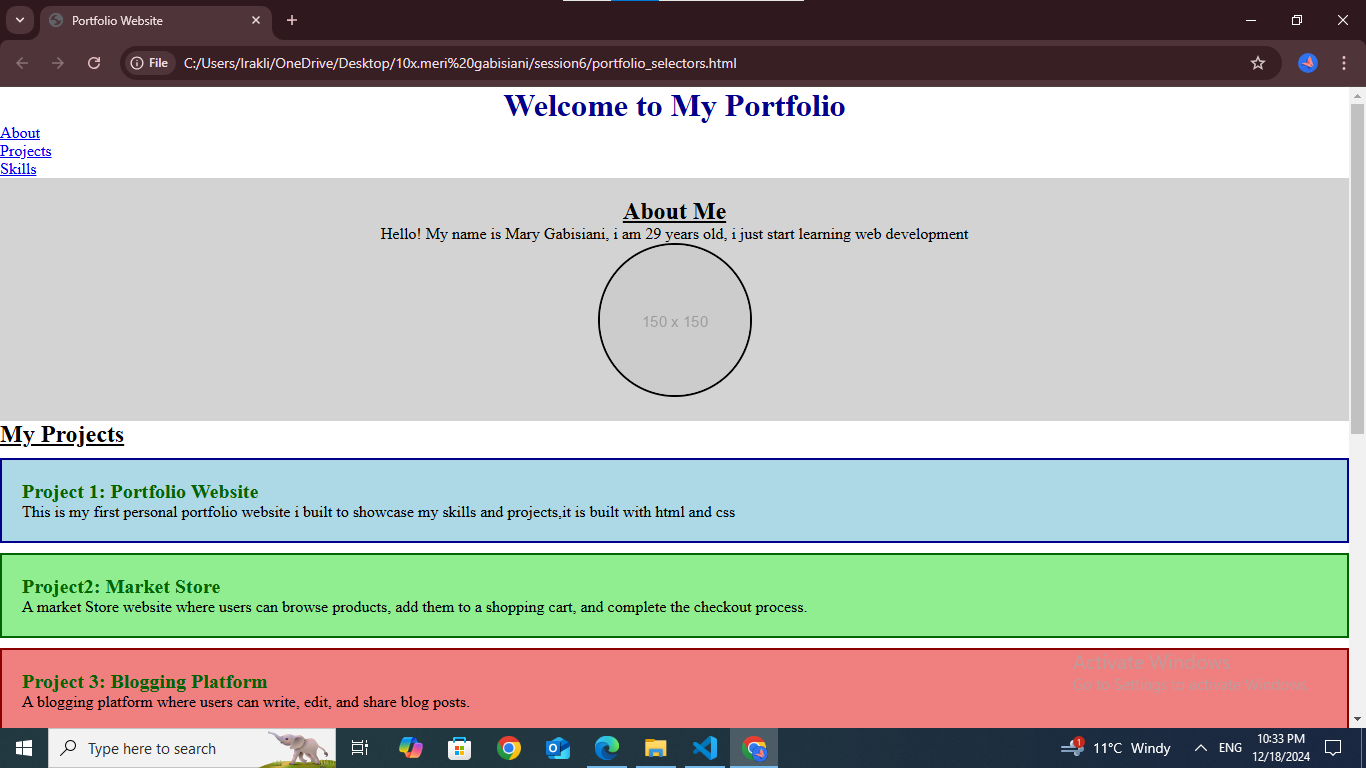 Portfolio Website
File
C:/Users/Irakli/OneDrive/Desktop/10x.meri%20gabisiani/session6/portfolio_selectors.html
Welcome to My Portfolio
About
Projects
Skills
About Me
Hello! My name is Mary Gabisiani, i am 29 years old, i just start learning web development
150 x 150
My Projects
Project 1: Portfolio Website
This is my first personal portfolio website i built to showcase my skills and projects,it is built with html and css
Project2: Market Store
A market Store website where users can browse products, add them to a shopping cart, and complete the checkout process.
Project 3: Blogging Platform
A blogging platform where users can write, edit, and share blog posts.
Activate Windows
Go to Settings to activate Windows.
Type here to search
1
11°C Windy
ENG
10:33 PM
12/18/2024